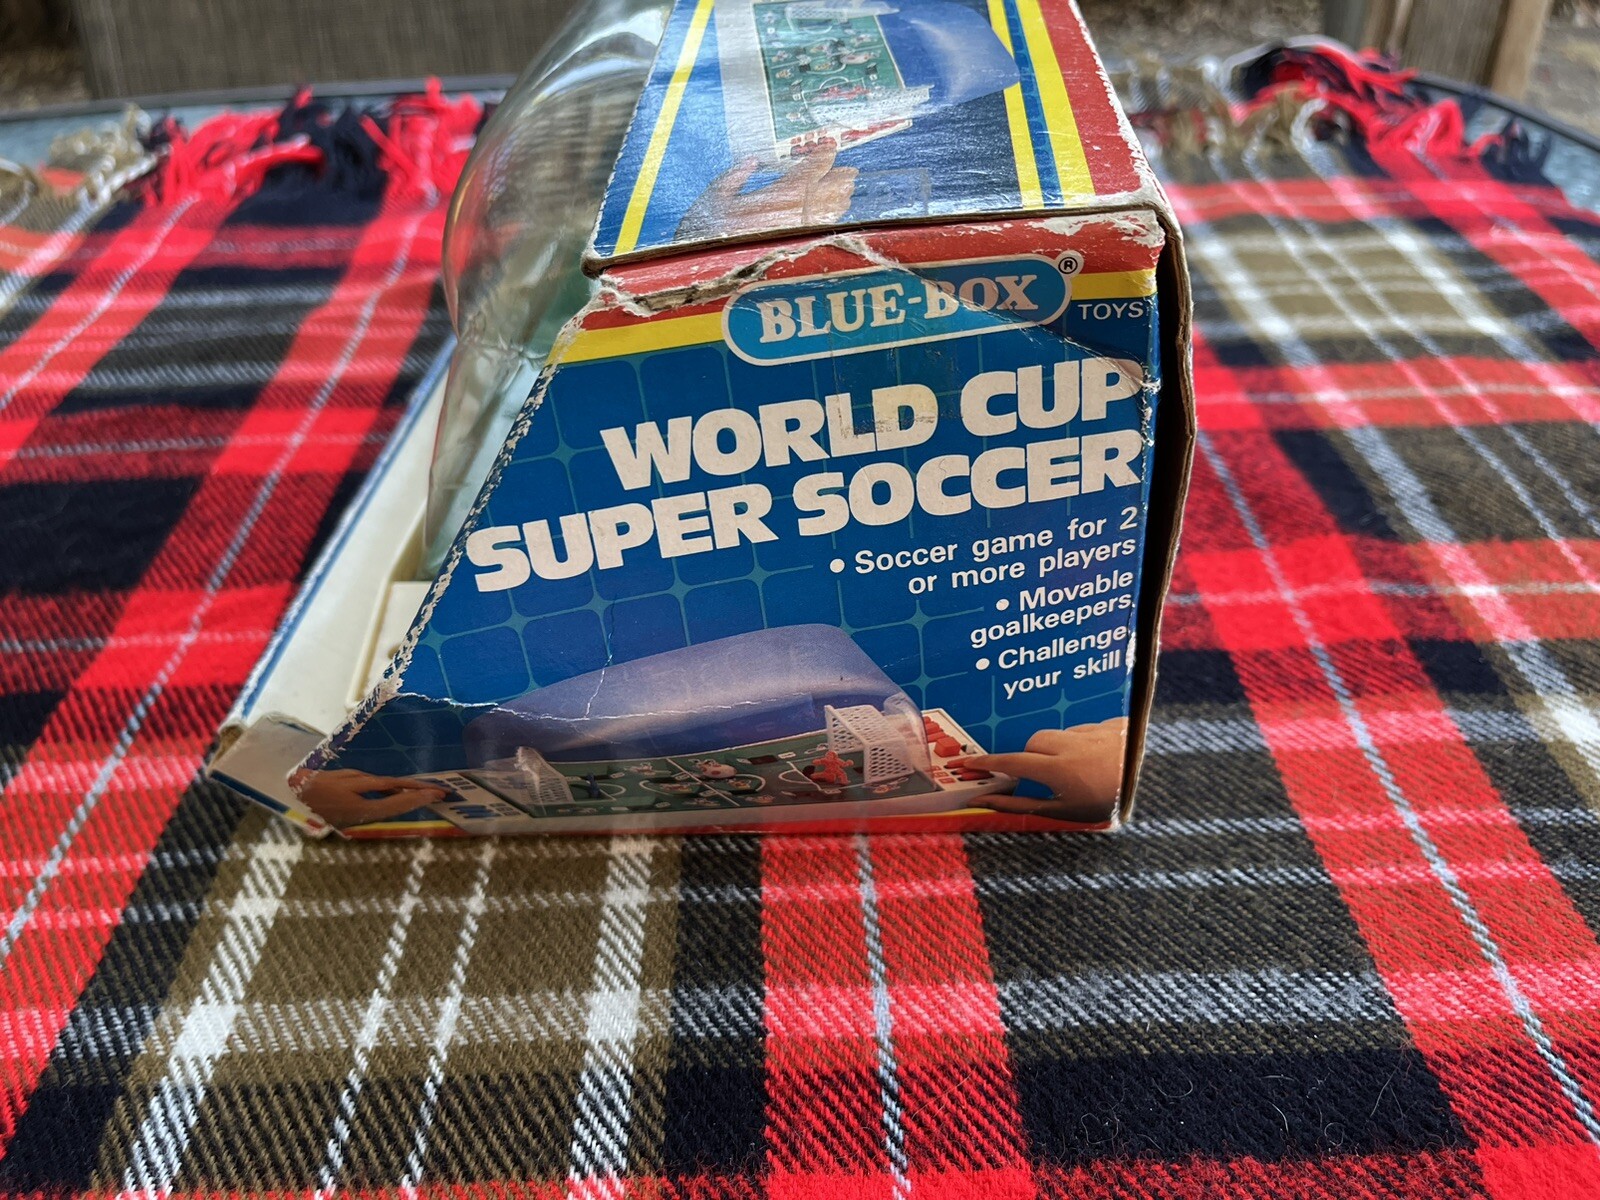 BLUE-BOX ®
TOYS
WORLD CUP
SUPER SOCCER
• Soccer game for 2
or more players
• Movable
goalkeepers
• Challenge
your skill